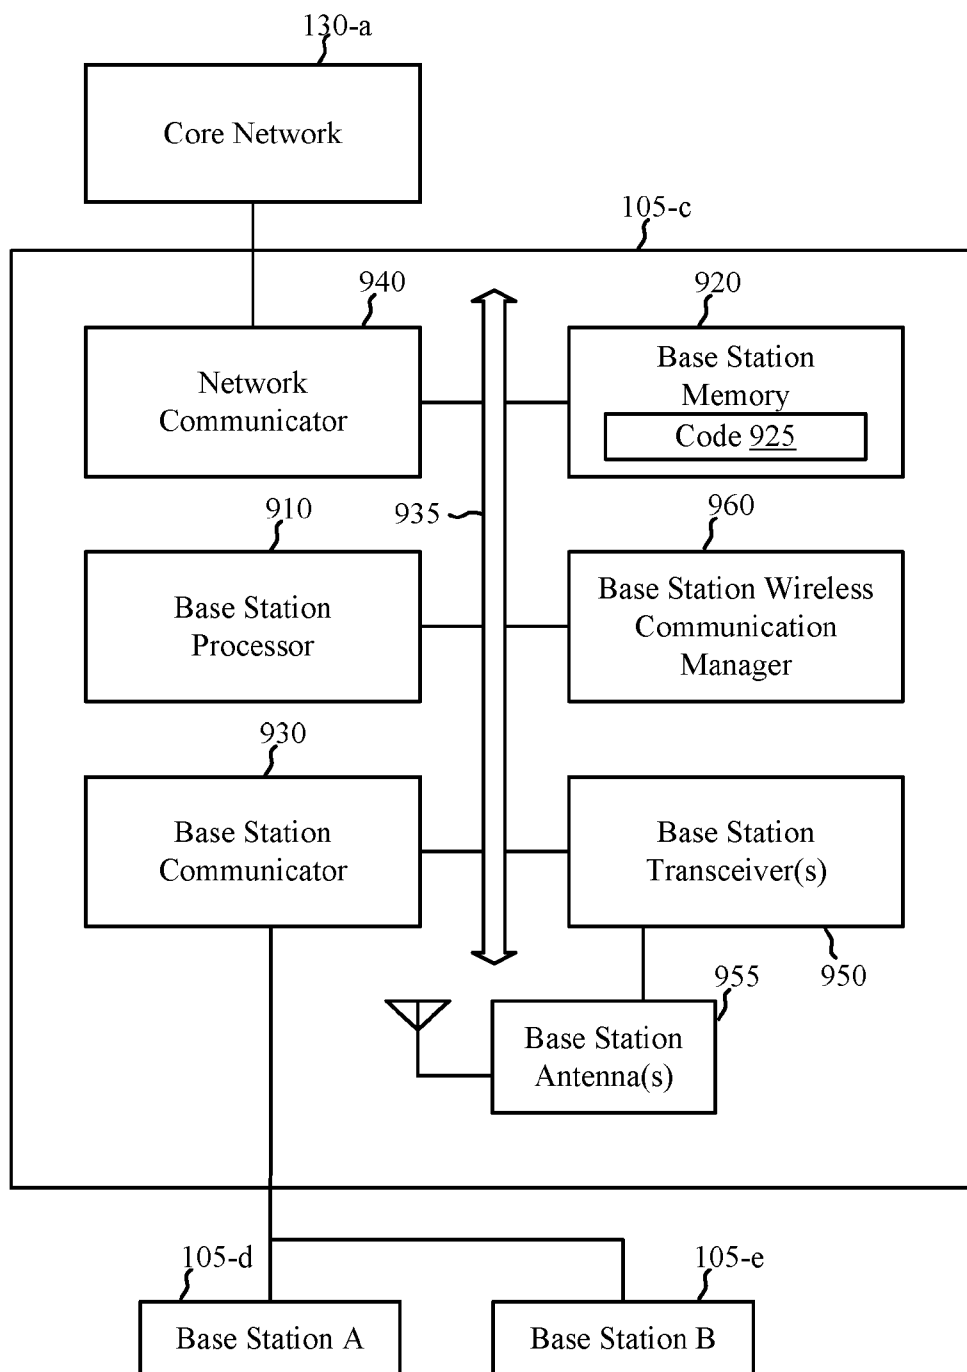 130-a
Core Network
105-c
940
920
Network
Communicator
Base Station
Memory
Code 925
910
935
960
Base Station
Processor
Base Station Wireless
Communication
Manager
930
Base Station
Communicator
Base Station
Transceiver(s)
950
955
Base Station
Antenna(s)
105-d
105-e
Base Station A
Base Station B